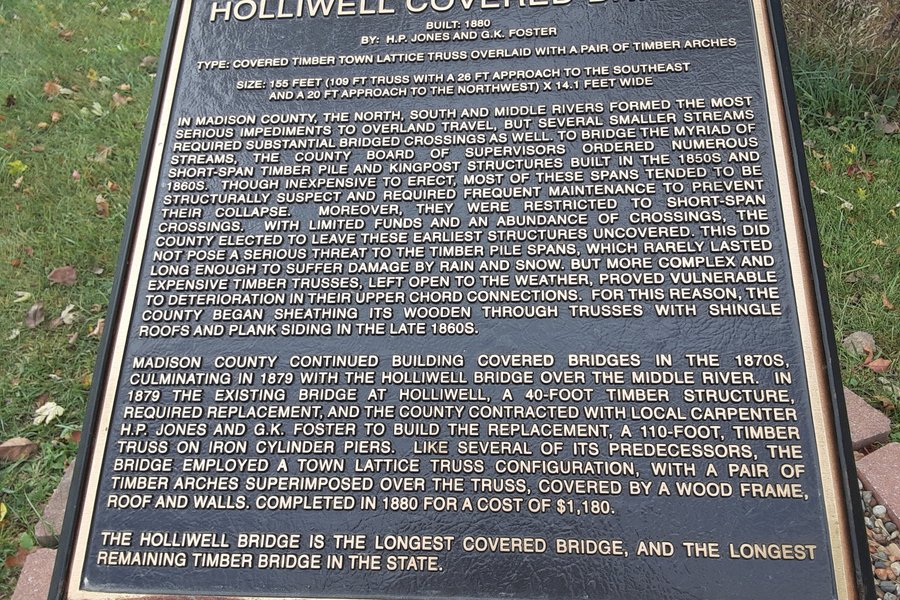 HOLLIWELL COVERED
BUILT: 1880
BY: H.P. JONES AND G.K. FOSTER
TYPE: COVERED TIMBER TOWN LATTICE TRUSS OVERLAID WITH A PAIR OF TIMBER ARCHES
SIZE: 155 FEET (109 FT TRUSS WITH A 26 FT APPROACH TO THE SOUTHEAST
AND A 20 FT APPROACH TO THE NORTHWEST) X 14.1 FEET WIDE
IN MADISON COUNTY, THE NORTH, SOUTH AND MIDDLE RIVERS FORMED THE MOST
SERIOUS IMPEDIMENTS TO OVERLAND TRAVEL, BUT SEVERAL SMALLER STREAMS
REQUIRED SUBSTANTIAL BRIDGED CROSSINGS AS WELL. TO BRIDGE THE MYRIAD OF
STREAMS, THE COUNTY BOARD OF SUPERVISORS ORDERED NUMEROUS
SHORT-SPAN TIMBER PILE AND KINGPOST STRUCTURES BUILT IN THE 1850S AND
1860S. THOUGH INEXPENSIVE TO ERECT, MOST OF THESE SPANS TENDED TO BE
STRUCTURALLY SUSPECT AND REQUIRED FREQUENT MAINTENANCE TO PREVENT
THEIR COLLAPSE. MOREOVER, THEY WERE RESTRICTED TO SHORT-SPAN
CROSSINGS. WITH LIMITED FUNDS AND AN ABUNDANCE OF CROSSINGS, THE
COUNTY ELECTED TO LEAVE THESE EARLIEST STRUCTURES UNCOVERED. THIS DID
NOT POSE A SERIOUS THREAT TO THE TIMBER PILE SPANS, WHICH RARELY LASTED
LONG ENOUGH TO SUFFER DAMAGE BY RAIN AND SNOW. BUT MORE COMPLEX AND
EXPENSIVE TIMBER TRUSSES, LEFT OPEN TO THE WEATHER, PROVED VULNERABLE
TO DETERIORATION IN THEIR UPPER CHORD CONNECTIONS. FOR THIS REASON, THE
COUNTY BEGAN SHEATHING ITS WOODEN THROUGH TRUSSES WITH SHINGLE
ROOFS AND PLANK SIDING IN THE LATE 1860S.
MADISON COUNTY CONTINUED BUILDING COVERED BRIDGES IN THE 1870S,
CULMINATING IN 1879 WITH THE HOLLIWELL BRIDGE OVER THE MIDDLE RIVER. IN
1879 THE EXISTING BRIDGE AT HOLLIWELL, A 40-FOOT TIMBER STRUCTURE,
REQUIRED REPLACEMENT, AND THE COUNTY CONTRACTED WITH LOCAL CARPENTER
H.P. JONES AND G.K. FOSTER TO BUILD THE REPLACEMENT, A 110-FOOT, TIMBER
TRUSS ON IRON CYLINDER PIERS. LIKE SEVERAL OF ITS PREDECESSORS, THE
BRIDGE EMPLOYED A TOWN LATTICE TRUSS CONFIGURATION, WITH A PAIR OF
TIMBER ARCHES SUPERIMPOSED OVER THE TRUSS, COVERED BY A WOOD FRAME,
ROOF AND WALLS. COMPLETED IN 1880 FOR A COST OF $1,180.
THE HOLLIWELL BRIDGE IS THE LONGEST COVERED BRIDGE, AND THE LONGEST
REMAINING TIMBER BRIDGE IN THE STATE.